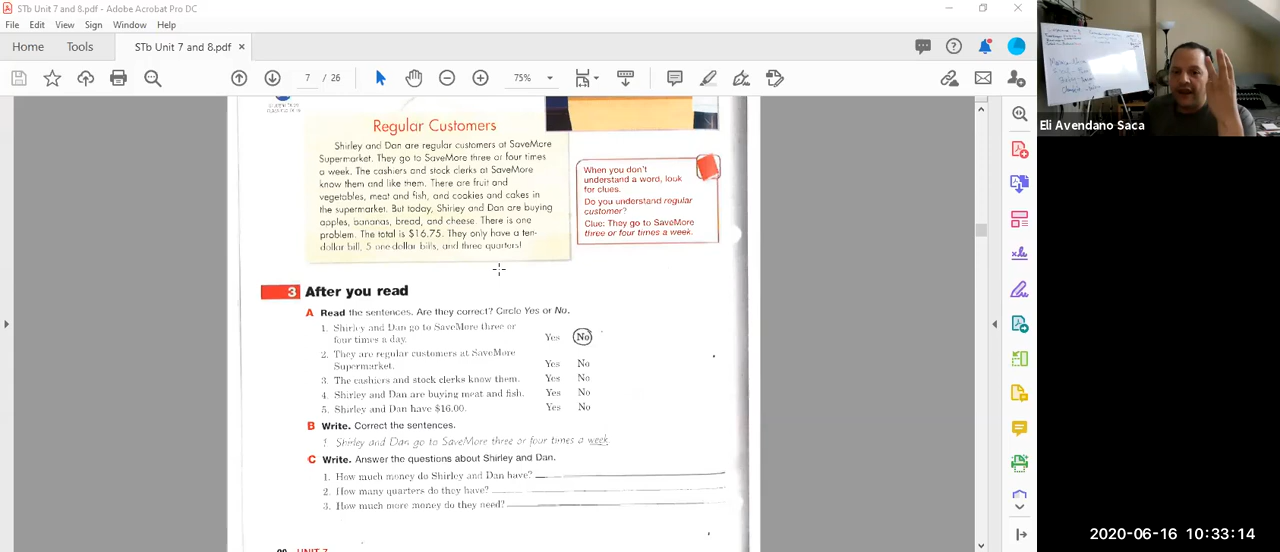 STb Unit 7 and 8.pdf - Adobe Acrobat Pro DC
File Edit View Sign Window Help
Home Tools STb Unit 7 and 8.pdf ×
7 / 26 75%
Regular Customers
Shirley and Dan are regular customers at SaveMore
Supermarket. They go to SaveMore three or four times
a week. The cashiers and stock clerks at SaveMore
know them and like them. There are fruit and
vegetables, meat and fish, and cookies and cakes in
the supermarket. But today, Shirley and Dan are buying
apples, bananas, bread, and cheese. There is one
problem. The total is $16.75. They only have a ten-
dollar bill, 5 one-dollar bills, and three quarters!
When you don't
understand a word, look
for clues.
Do you understand regular
customer?
Clue: They go to SaveMore
three or four times a week.
3 After you read
A Read the sentences. Are they correct? Circle Yes or No.
1. Shirley and Dan go to SaveMore three or
four times a day. Yes No
2. They are regular customers at SaveMore
Supermarket. Yes No
3. The cashiers and stock clerks know them. Yes No
4. Shirley and Dan are buying meat and fish. Yes No
5. Shirley and Dan have $16.00. Yes No
B Write. Correct the sentences.
1. Shirley and Dan go to SaveMore three or four times a week.
C Write. Answer the questions about Shirley and Dan.
1. How much money do Shirley and Dan have?
2. How many quarters do they have?
3. How much more money do they need?
UNIT 7
Eli Avendano Saca
2020-06-16 10:33:14